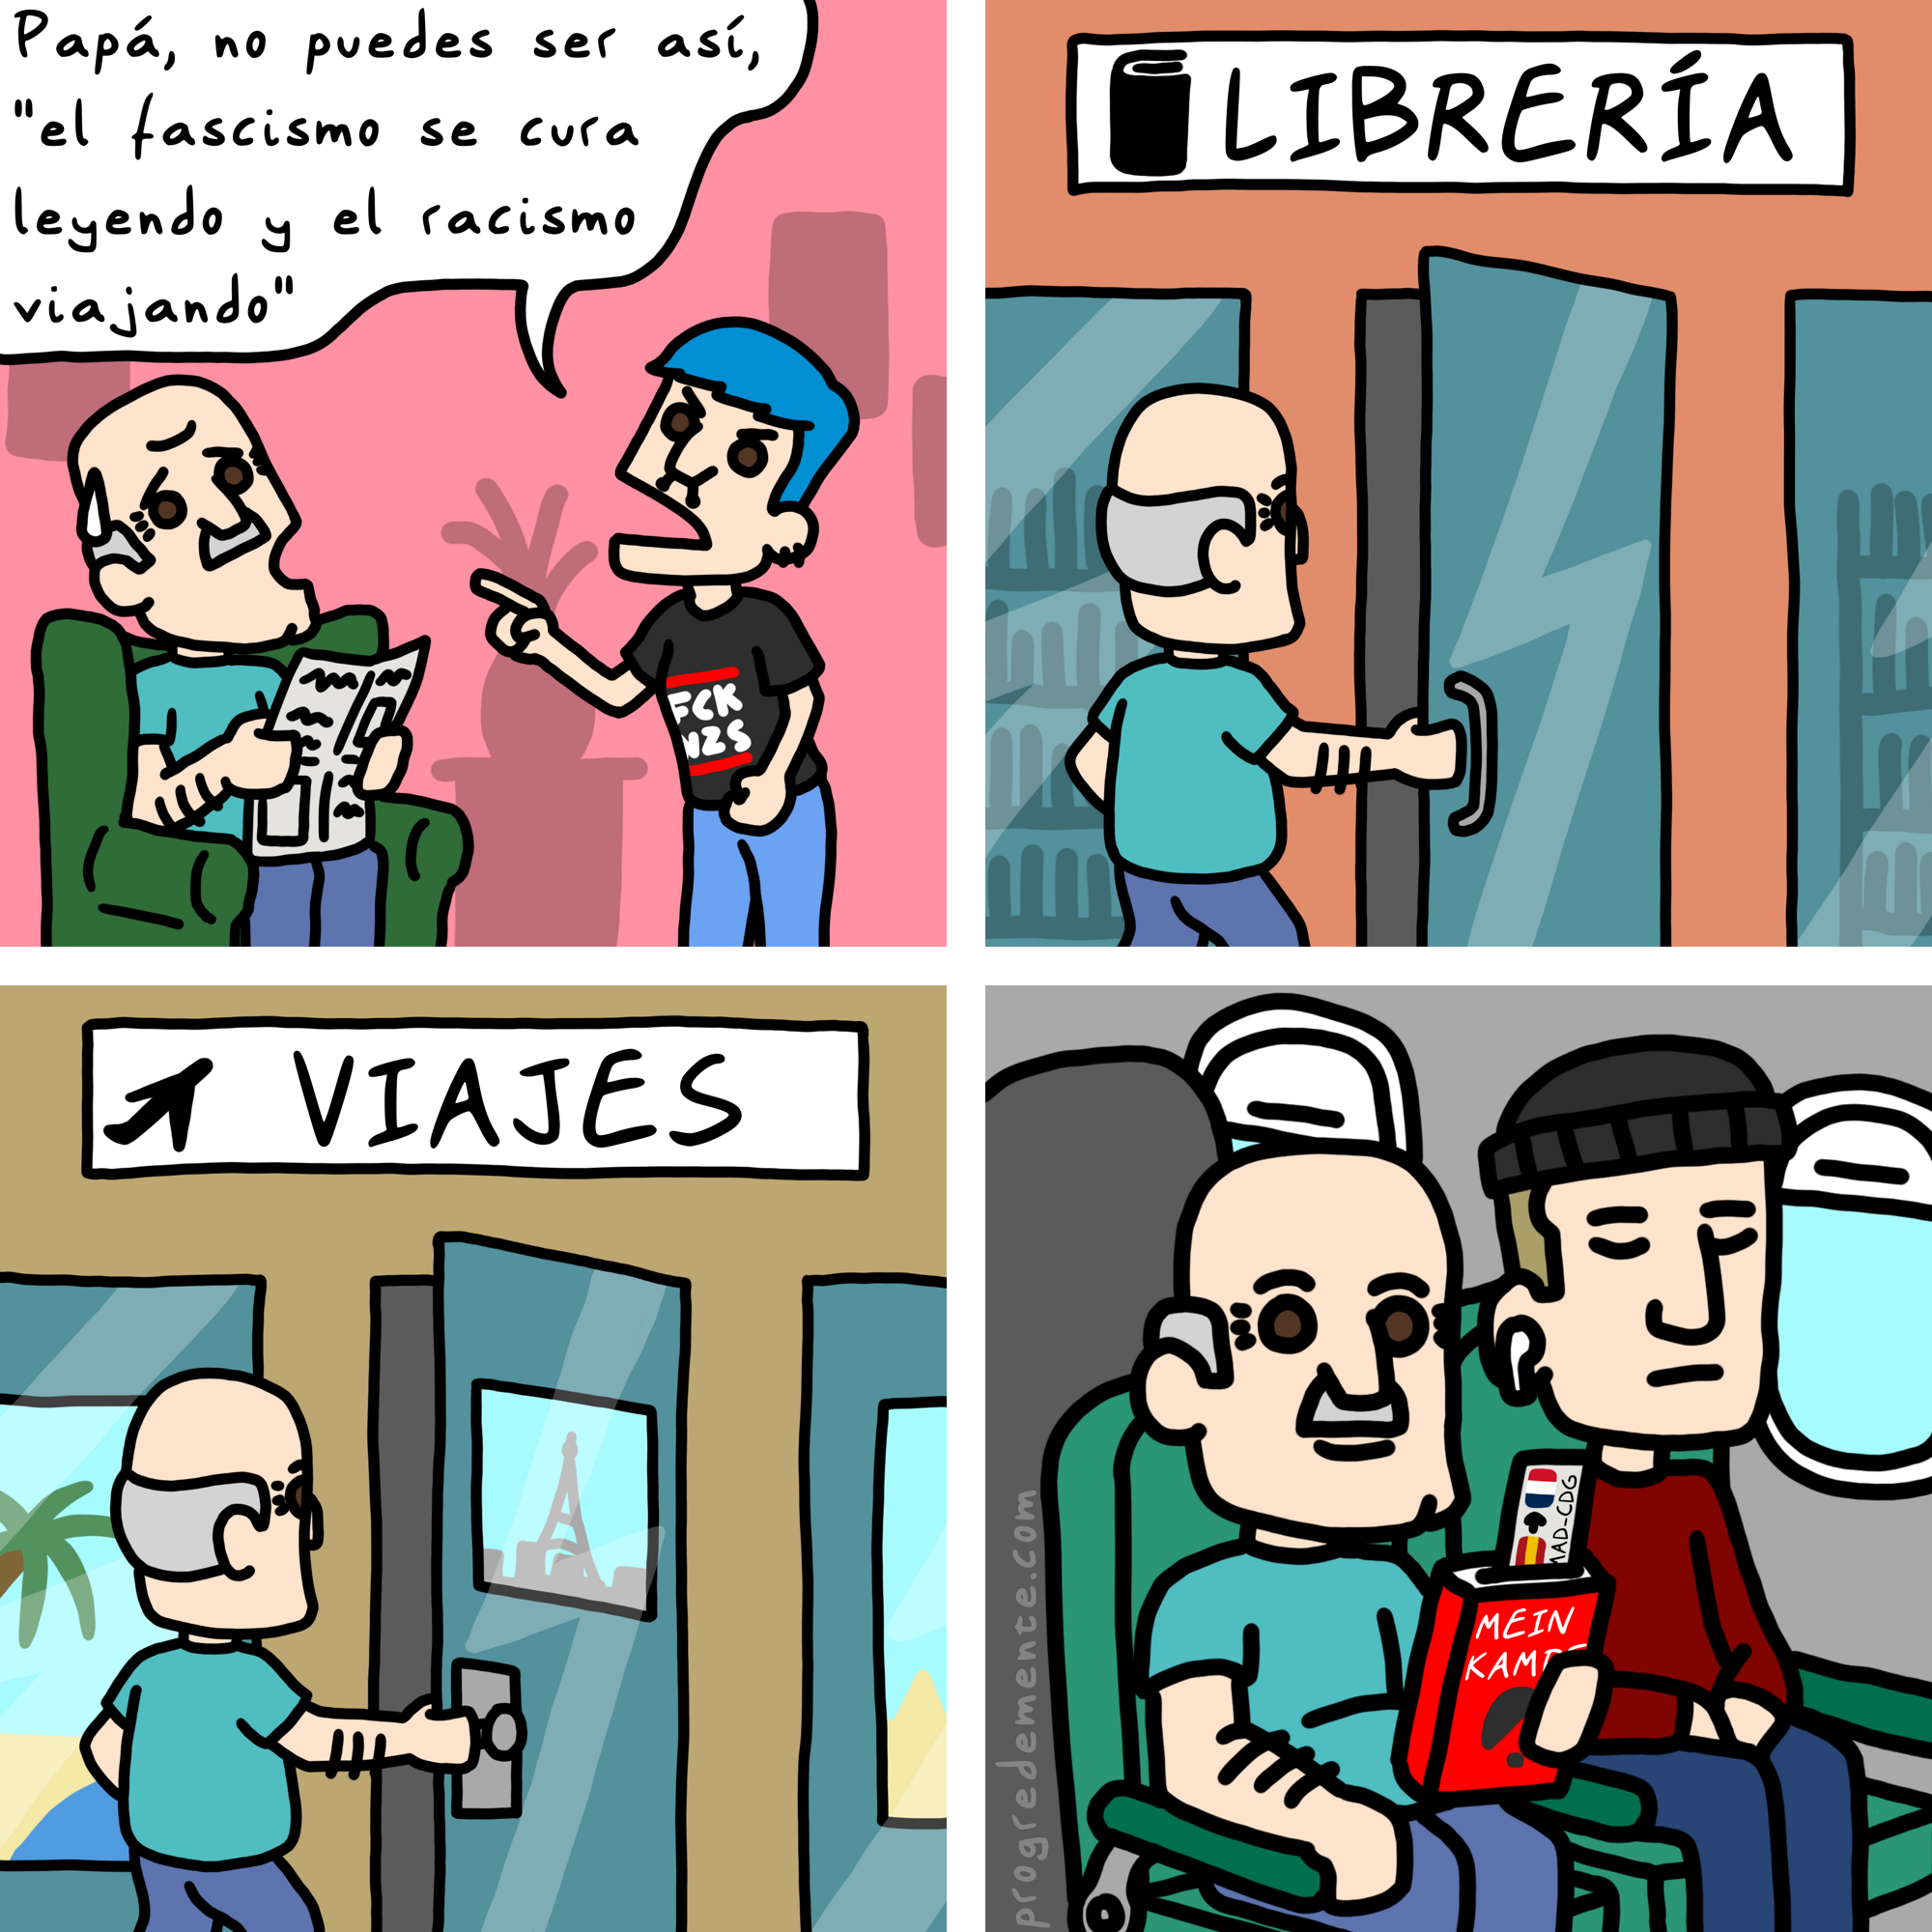 Papá, no puedes ser así,
"el fascismo se cura
leyendo y el racismo
viajando"
FCK
NZS
LIBRERÍA
VIAJES
MAD-CDG
MEIN
KAMPF
progredemente.com